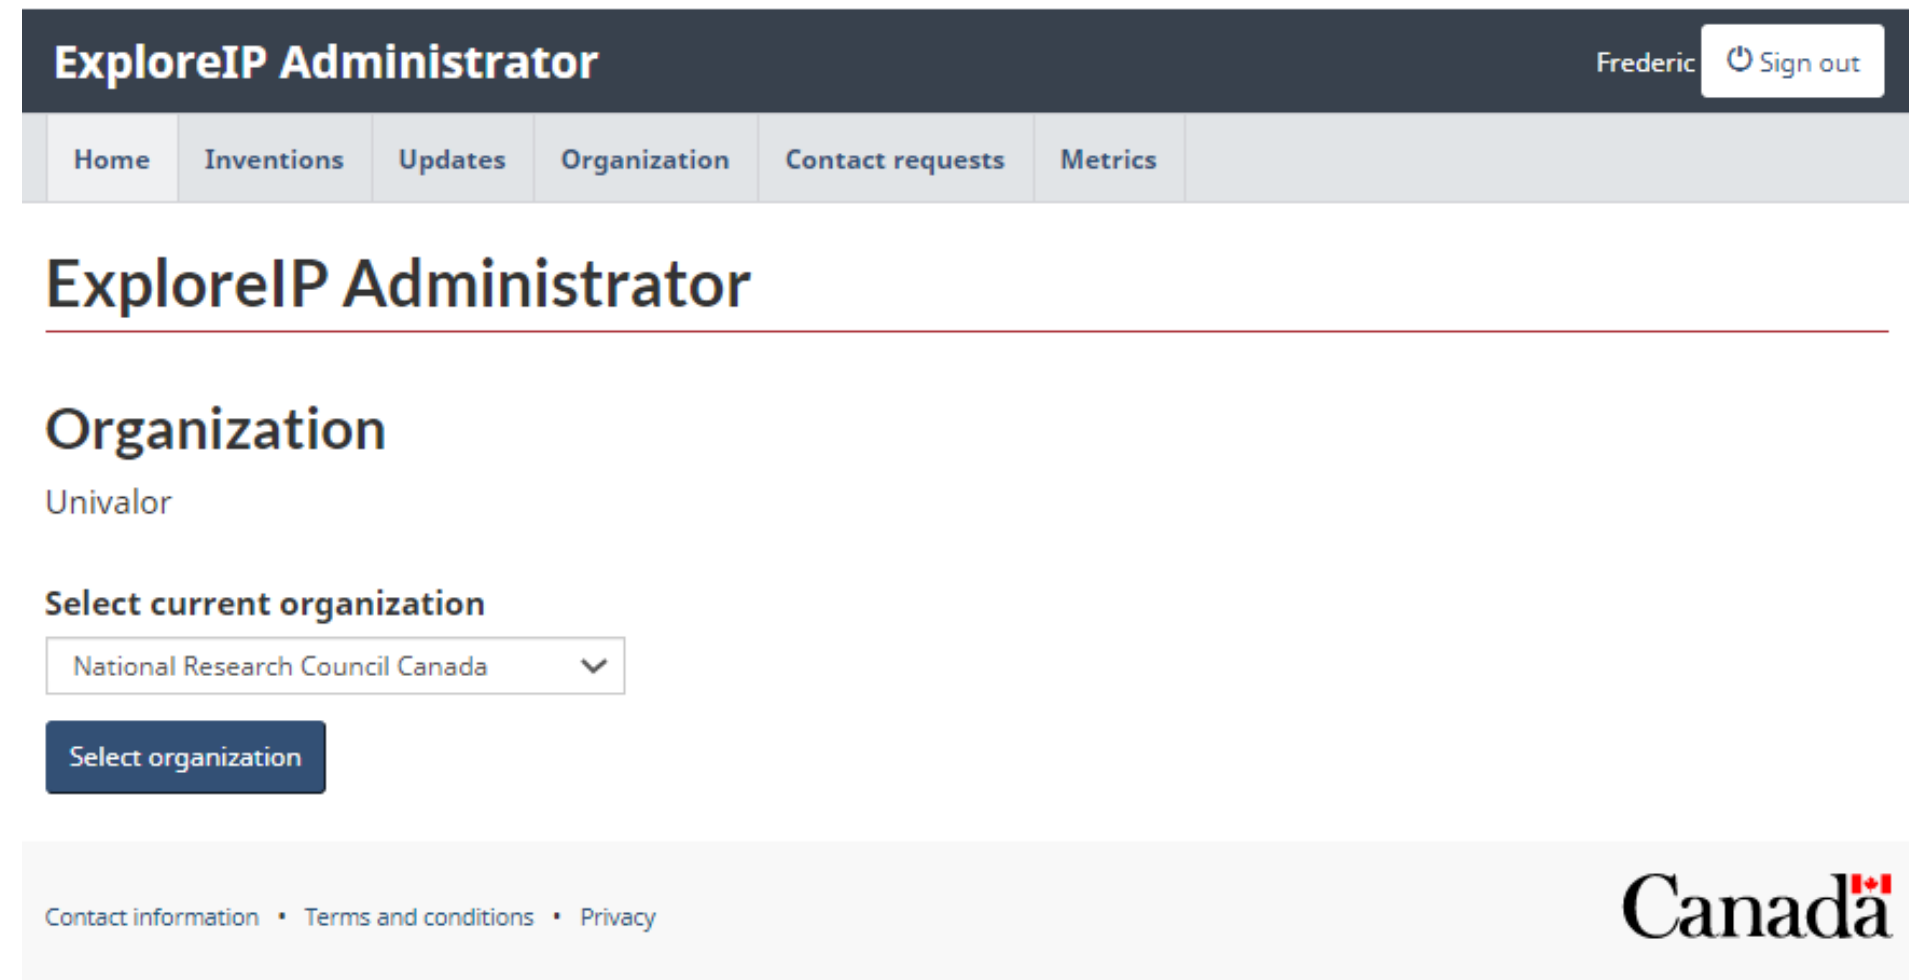 ExploreIP Administrator
Frederic Sign out
Home Inventions Updates Organization Contact requests Metrics
ExploreIP Administrator
Organization
Univalor
Select current organization
National Research Council Canada
Select organization
Contact information • Terms and conditions • Privacy
Canada